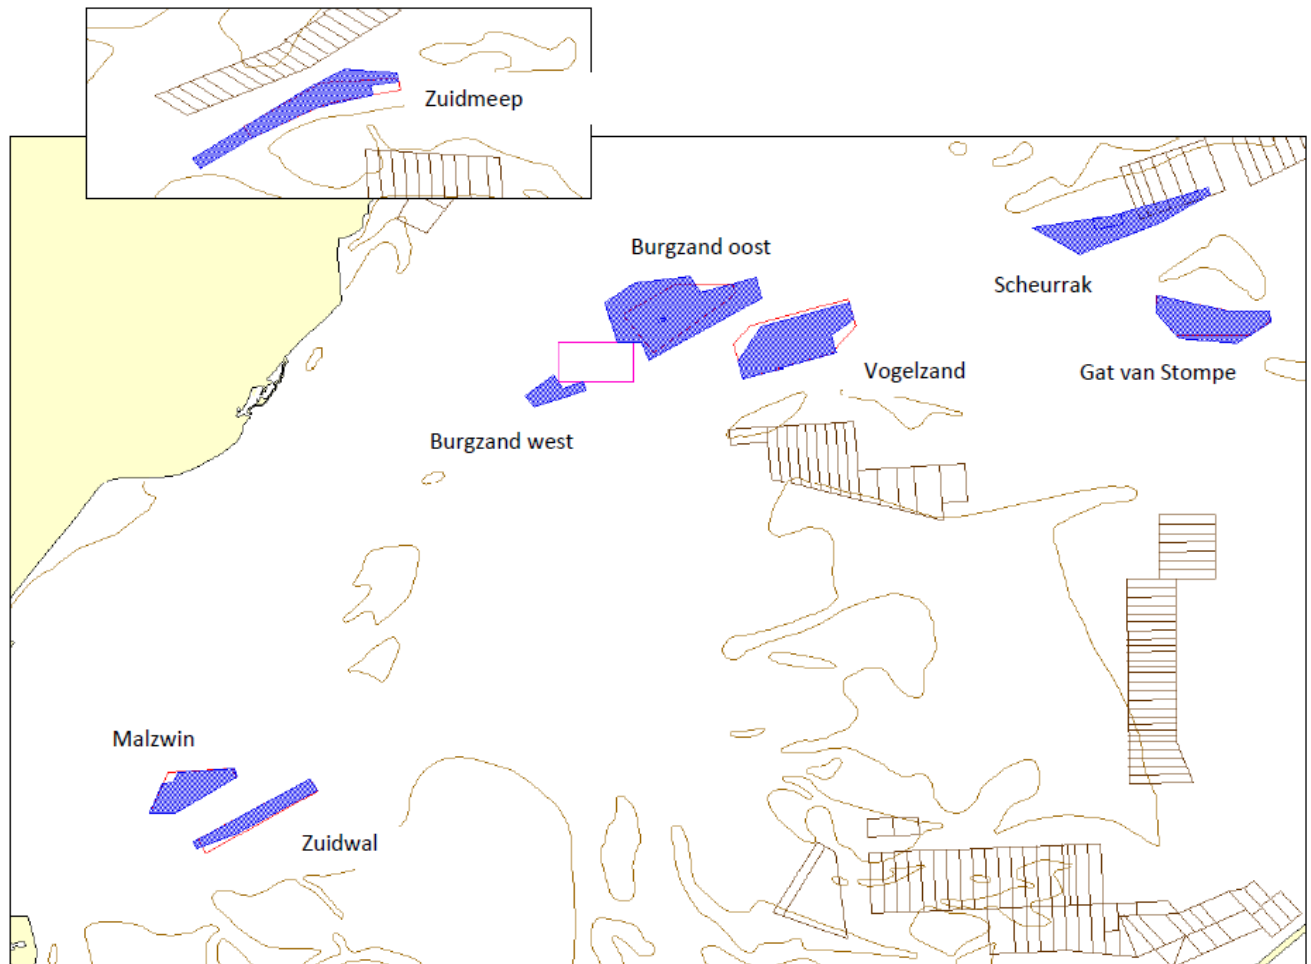 Zuidmeep
Burgzand oost
Scheurrak
Vogelzand
Gat van Stompe
Burgzand west
Malzwin
Zuidwal